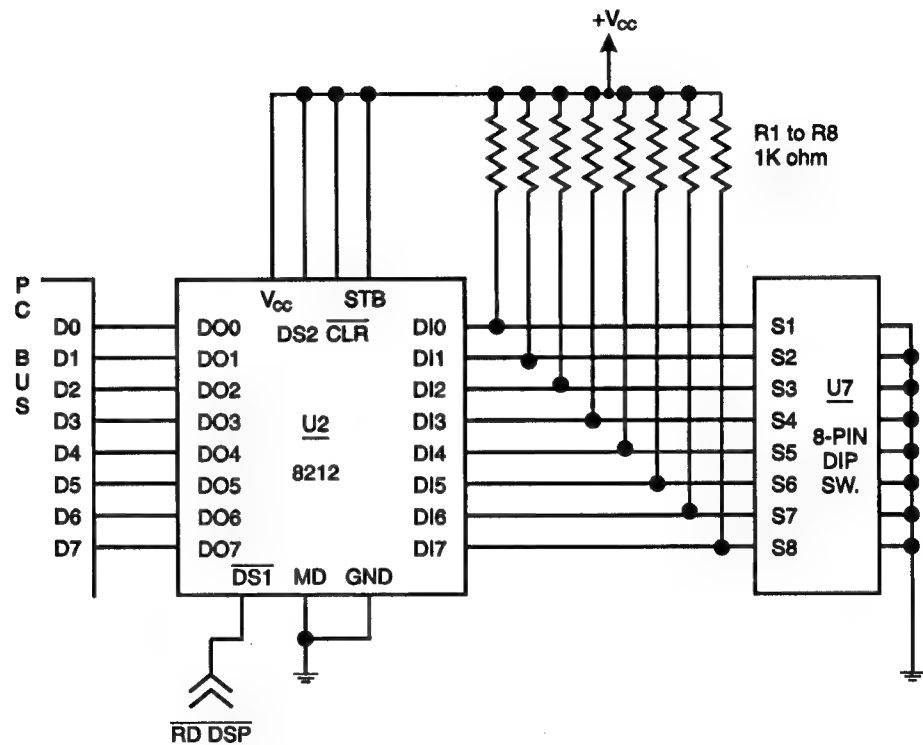 +Vcc
R1 to R8
1K ohm
PC BUS
D0
D1
D2
D3
D4
D5
D6
D7
Vcc STB
DS2 CLR
DO0
DO1
DO2
DO3
DO4
DO5
DO6
DO7
U2
8212
DI0
DI1
DI2
DI3
DI4
DI5
DI6
DI7
DS1 MD GND
RD DSP
S1
S2
S3
S4
S5
S6
S7
S8
U7
8-PIN
DIP
SW.